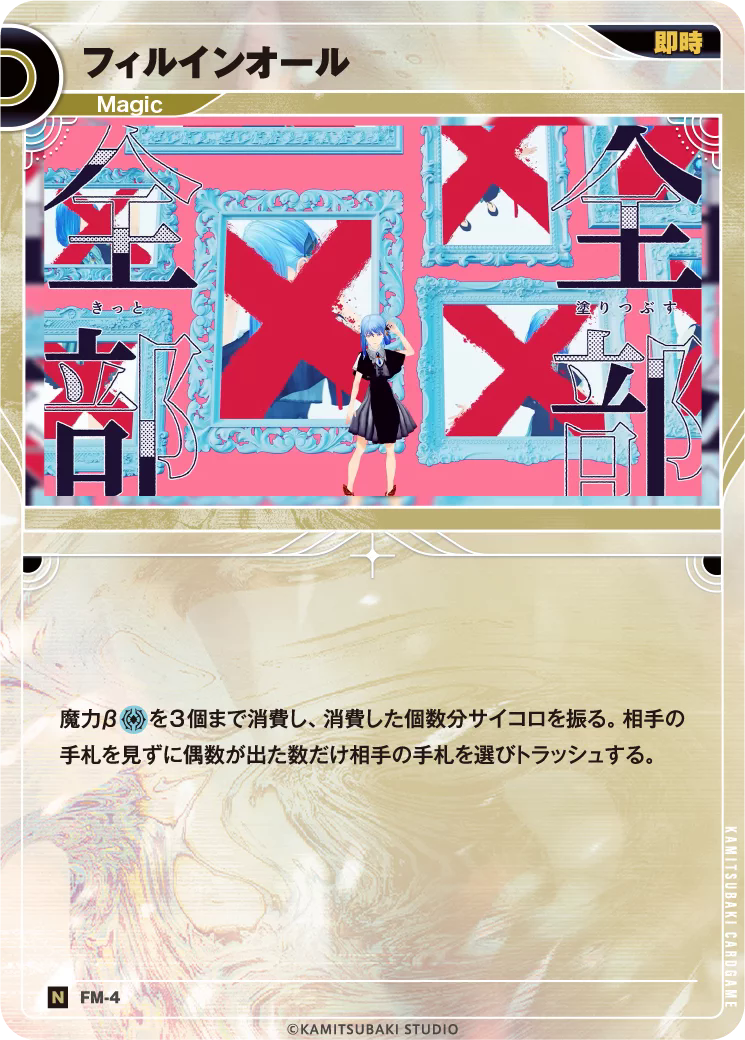 フィルインオール
即時
Magic
全部
きっと
全部
塗りつぶす
魔力βを3個まで消費し、消費した個数分サイコロを振る。相手の
手札を見ずに偶数が出た数だけ相手の手札を選びトラッシュする。
KAMITSUBAKI CARDGAME
N FM-4
©KAMITSUBAKI STUDIO